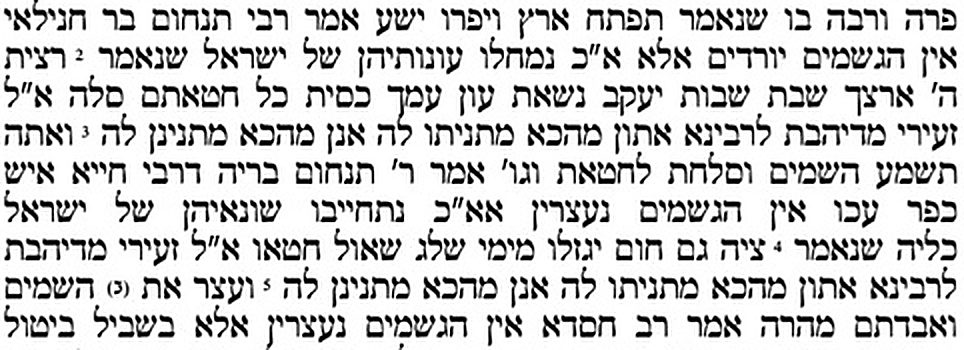 פרה ורבה בו שנאמר תפתח ארץ ויפרו ישע אמר רבי תנחום בר חנילאי
אין הגשמים יורדים אלא א"כ נמחלו עונותיהן של ישראל שנאמר 2 רצית
ה' ארצך שבת שבות יעקב נשאת עון עמך כסית כל חטאתם סלה א"ל
זעירי מדיהבת לרבינא אתון מהכא מתניתו לה אנן מהכא מתנינן לה 3 ואתה
תשמע השמים וסלחת לחטאת וגו' אמר ר' תנחום בריה דרבי חייא איש
כפר עכו אין הגשמים נעצרין אא"כ נתחייבו שונאיהן של ישראל
כליה שנאמר 4 ציה גם חום יגזלו מימי שלג שאול חטאו א"ל זעירי מדיהבת
לרבינא אתון מהכא מתניתו לה אנן מהכא מתנינן לה 5 ועצר את (3) השמים
ואבדתם מהרה אמר רב חסדא אין הגשמים נעצרין אלא בשביל ביטול